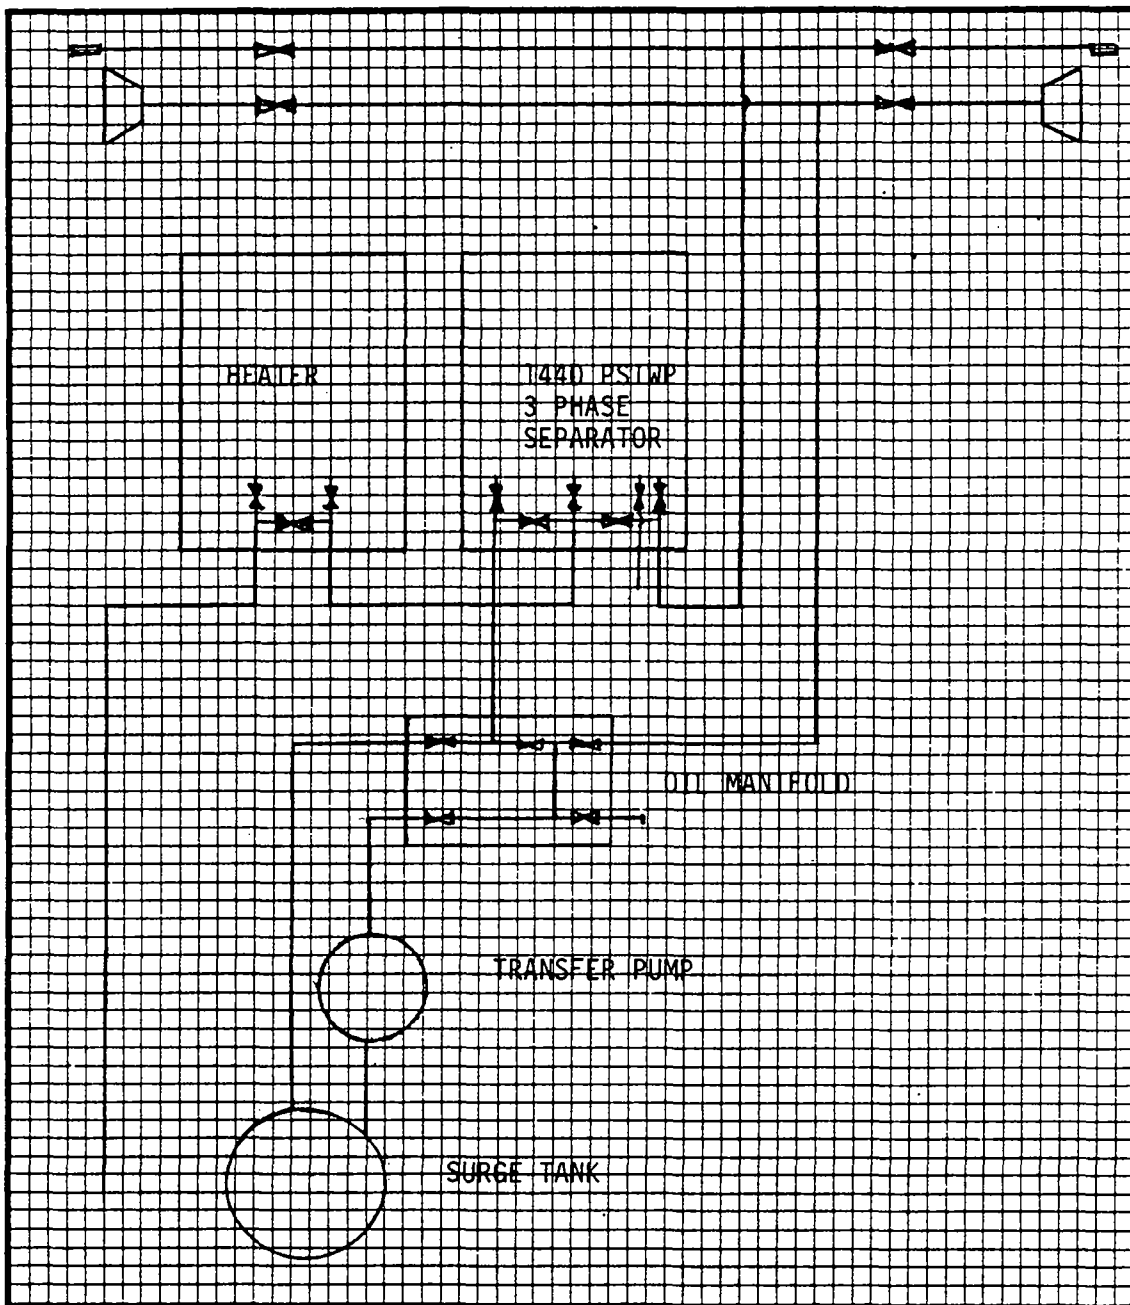 HEATER
1440 PSIWP
3 PHASE
SEPARATOR
OIL MANIFOLD
TRANSFER PUMP
SURGE TANK